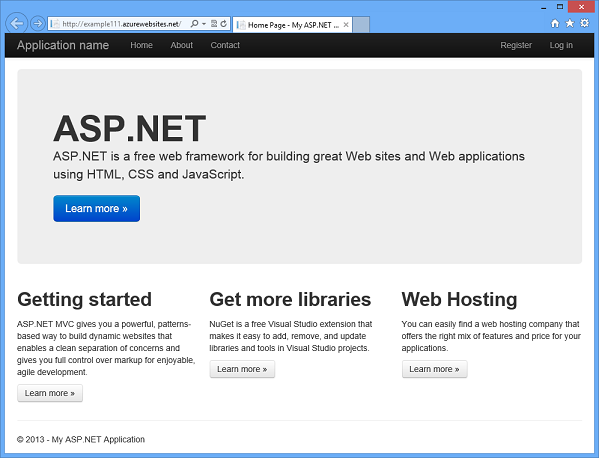 http://example111.azurewebsites.net/
Home Page - My ASP.NET ...
Application name
Home
About
Contact
Register
Log in
ASP.NET
ASP.NET is a free web framework for building great Web sites and Web applications
using HTML, CSS and JavaScript.
Learn more »
Getting started
ASP.NET MVC gives you a powerful, patterns-
based way to build dynamic websites that
enables a clean separation of concerns and
gives you full control over markup for enjoyable,
agile development.
Learn more »
Get more libraries
NuGet is a free Visual Studio extension that
makes it easy to add, remove, and update
libraries and tools in Visual Studio projects.
Learn more »
Web Hosting
You can easily find a web hosting company that
offers the right mix of features and price for your
applications.
Learn more »
© 2013 - My ASP.NET Application